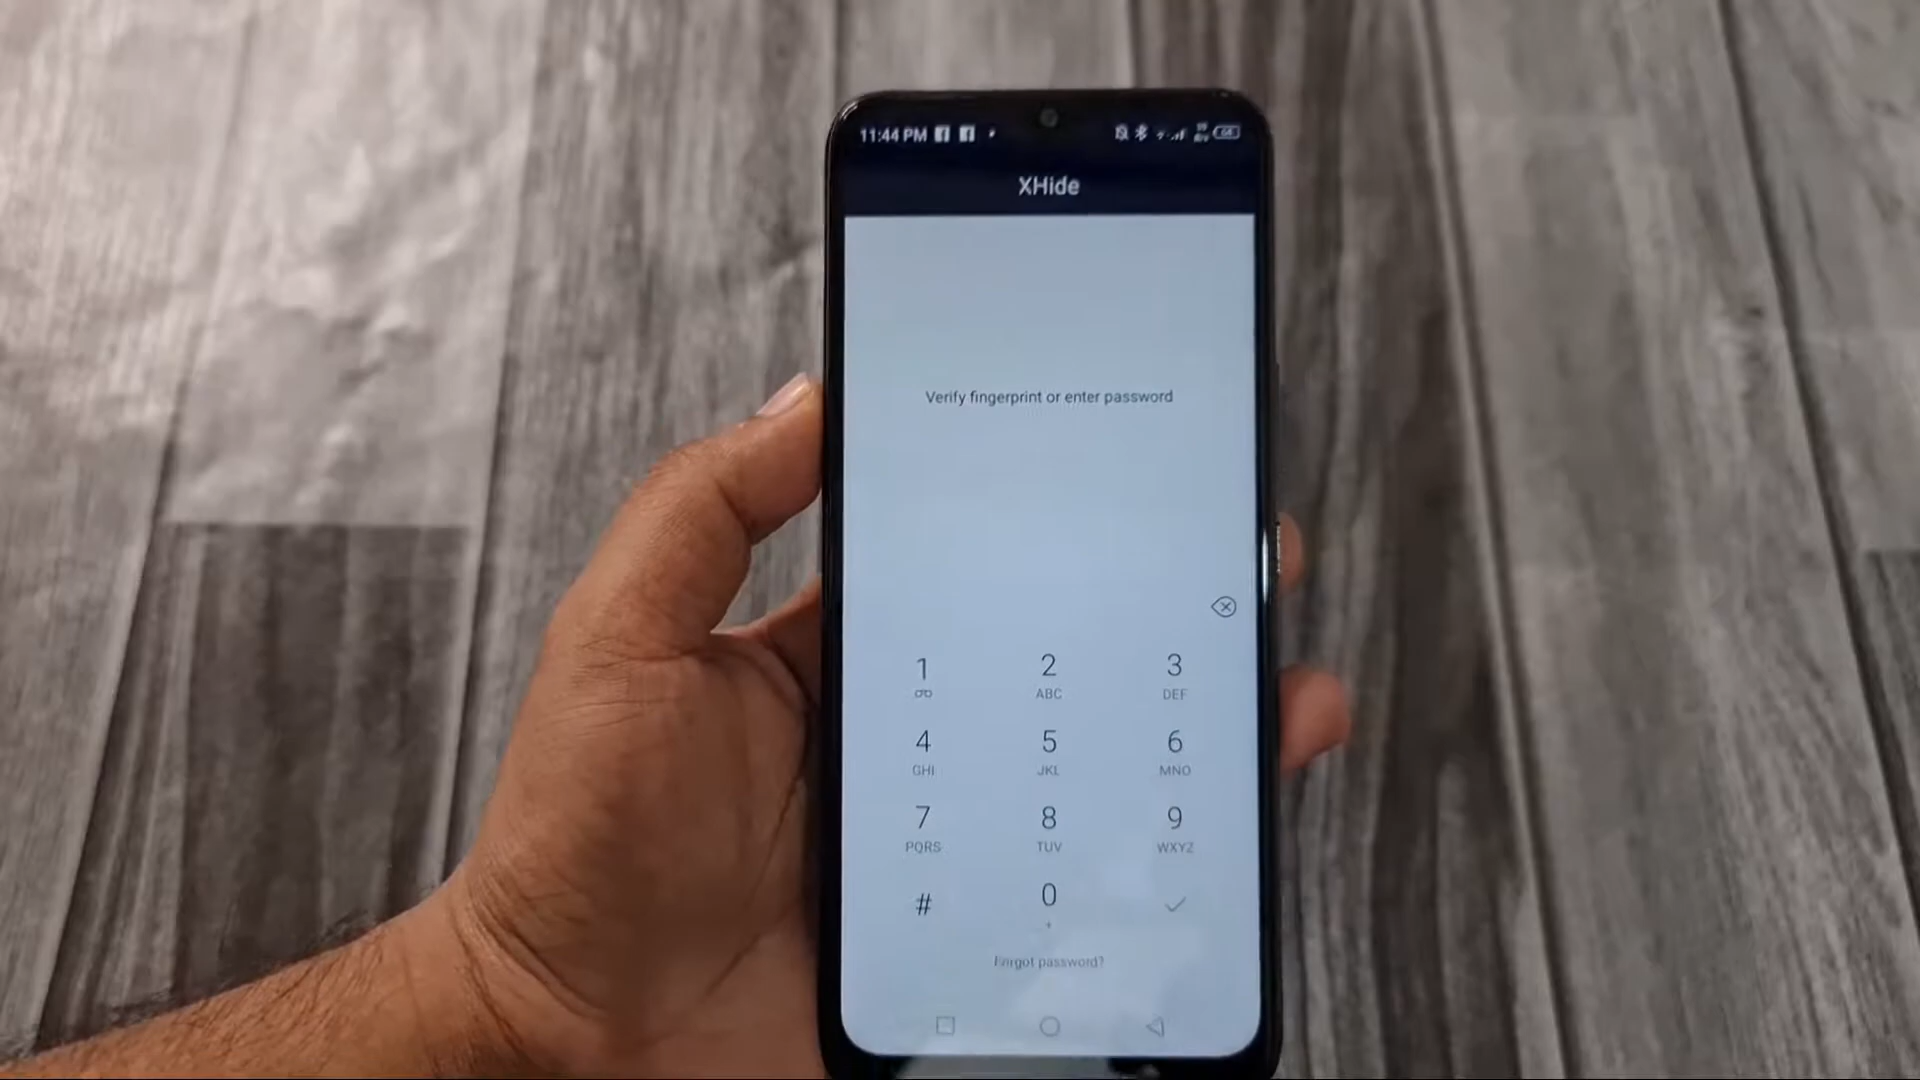 11:44 PM
XHide
Verify fingerprint or enter password
1 2 3
ABC DEF
4 5 6
GHI JKL MNO
7 8 9
PQRS TUV WXYZ
# 0
+
Forgot password?